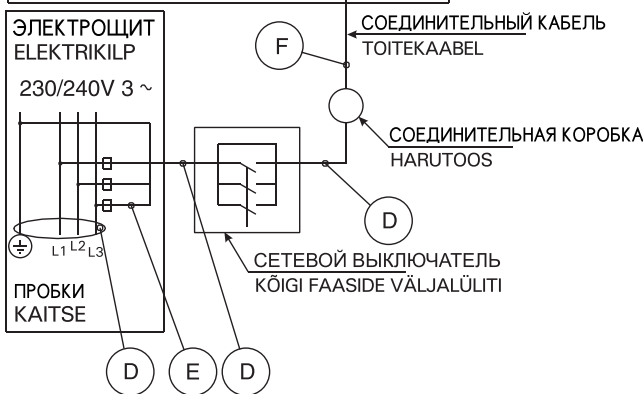 ЭЛЕКТРОЩИТ
ELEKTRIKILP
230/240V 3 ~
СОЕДИНИТЕЛЬНЫЙ КАБЕЛЬ
TOITEKAABEL
F
СОЕДИНИТЕЛЬНАЯ КОРОБКА
HARUTOOS
D
L1 L2 L3
СЕТЕВОЙ ВЫКЛЮЧАТЕЛЬ
KÕIGI FAASIDE VÄLJALÜLITI
ПРОБКИ
KAITSE
D E D